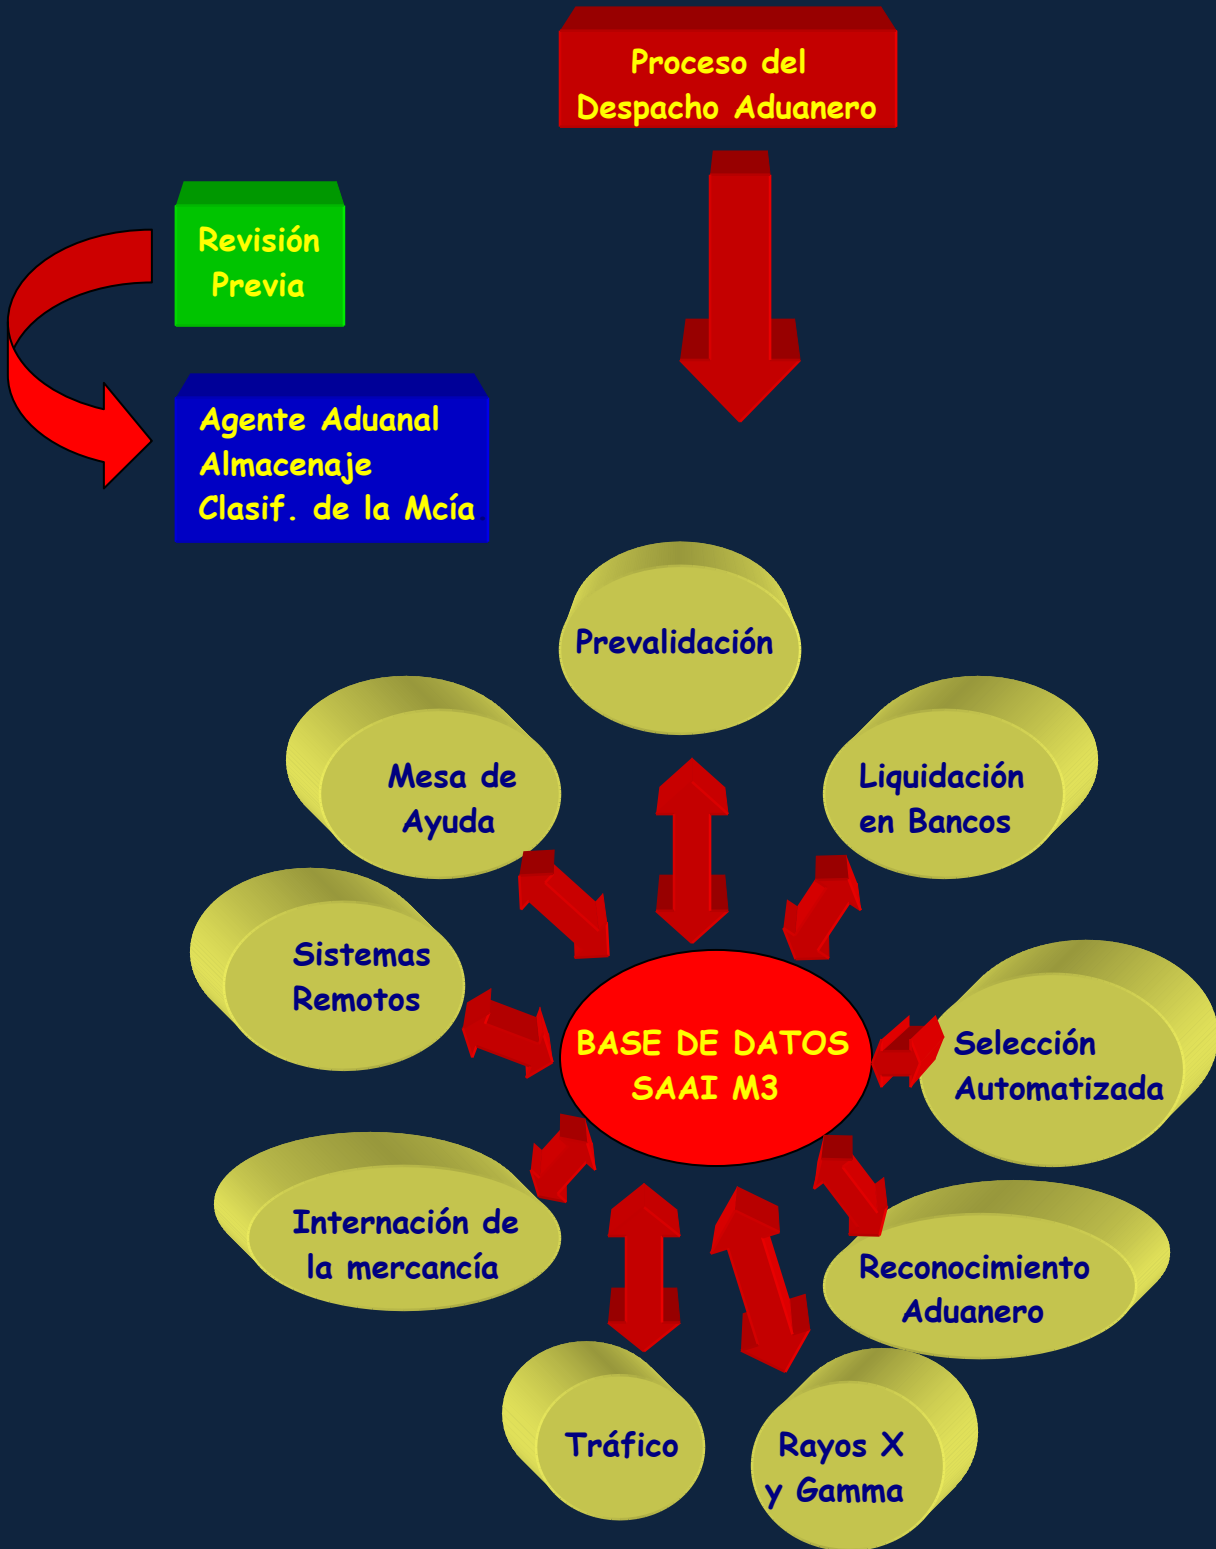 Proceso del
Despacho Aduanero
Revisión
Previa
Agente Aduanal
Almacenaje
Clasif. de la Mcía
Prevalidación
Mesa de
Ayuda
Liquidación
en Bancos
Sistemas
Remotos
BASE DE DATOS
SAAI M3
Selección
Automatizada
Internación de
la mercancía
Reconocimiento
Aduanero
Tráfico
Rayos X
y Gamma